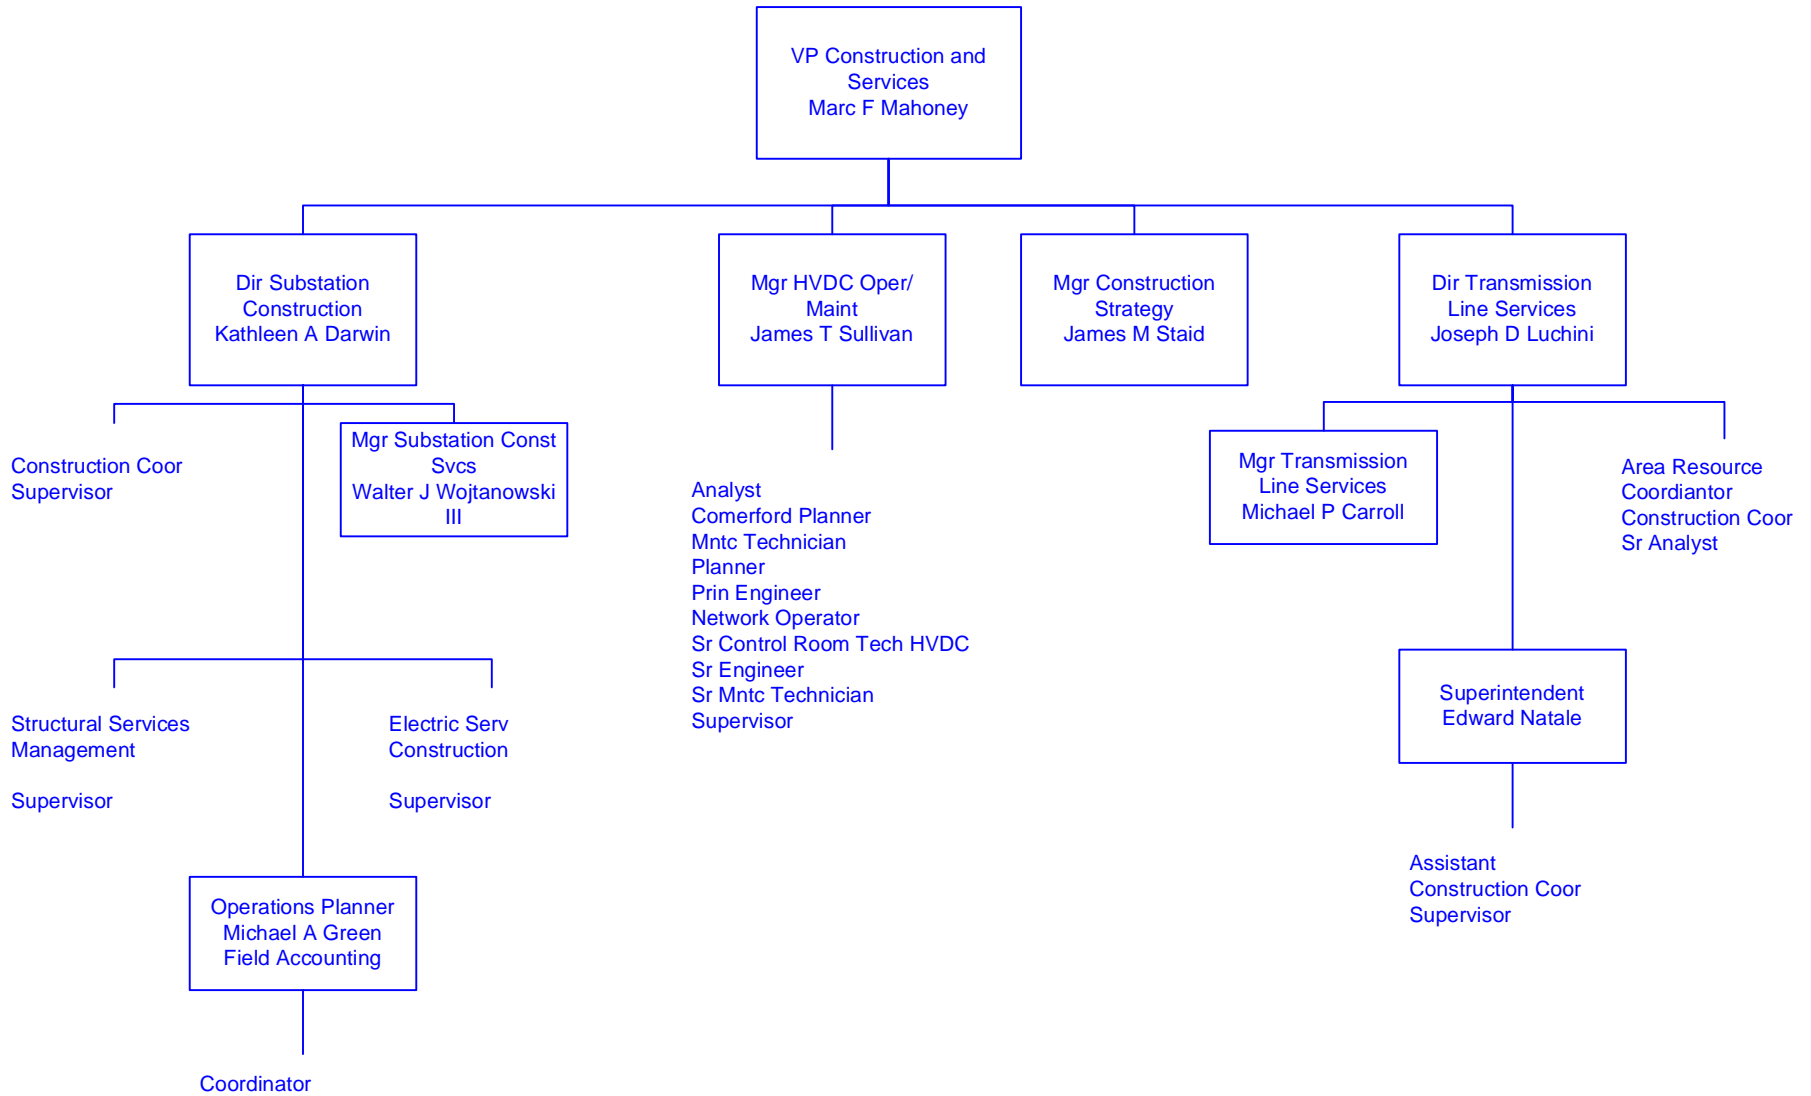 VP Construction and
Services
Marc F Mahoney
Dir Substation
Construction
Kathleen A Darwin
Mgr HVDC Oper/
Maint
James T Sullivan
Mgr Construction
Strategy
James M Staid
Dir Transmission
Line Services
Joseph D Luchini
Construction Coor
Supervisor
Mgr Substation Const
Svcs
Walter J Wojtanowski
III
Analyst
Comerford Planner
Mntc Technician
Planner
Prin Engineer
Network Operator
Sr Control Room Tech HVDC
Sr Engineer
Sr Mntc Technician
Supervisor
Mgr Transmission
Line Services
Michael P Carroll
Area Resource
Coordiantor
Construction Coor
Sr Analyst
Structural Services
Management
Supervisor
Electric Serv
Construction
Supervisor
Superintendent
Edward Natale
Operations Planner
Michael A Green
Field Accounting
Assistant
Construction Coor
Supervisor
Coordinator